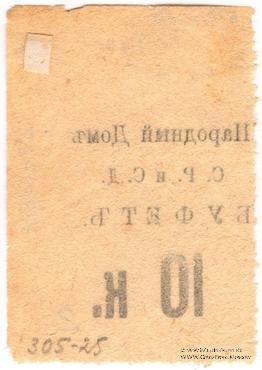 Народный Домъ
С. Р. и С. Д.
БУФЕТЪ.
10 к.
305-25